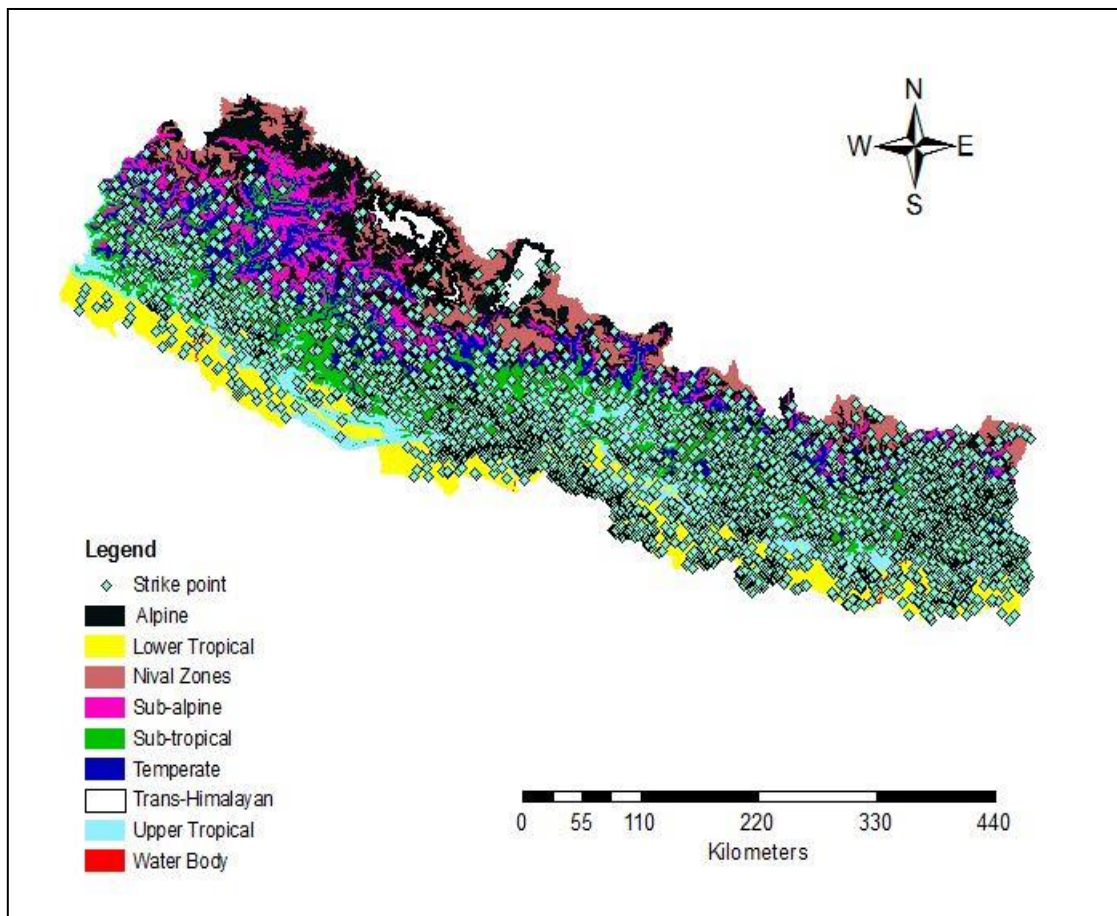 N
W E
S
Legend
Strike point
Alpine
Lower Tropical
Nival Zones
Sub-alpine
Sub-tropical
Temperate
Trans-Himalayan
Upper Tropical
Water Body
0 55 110 220 330 440
Kilometers